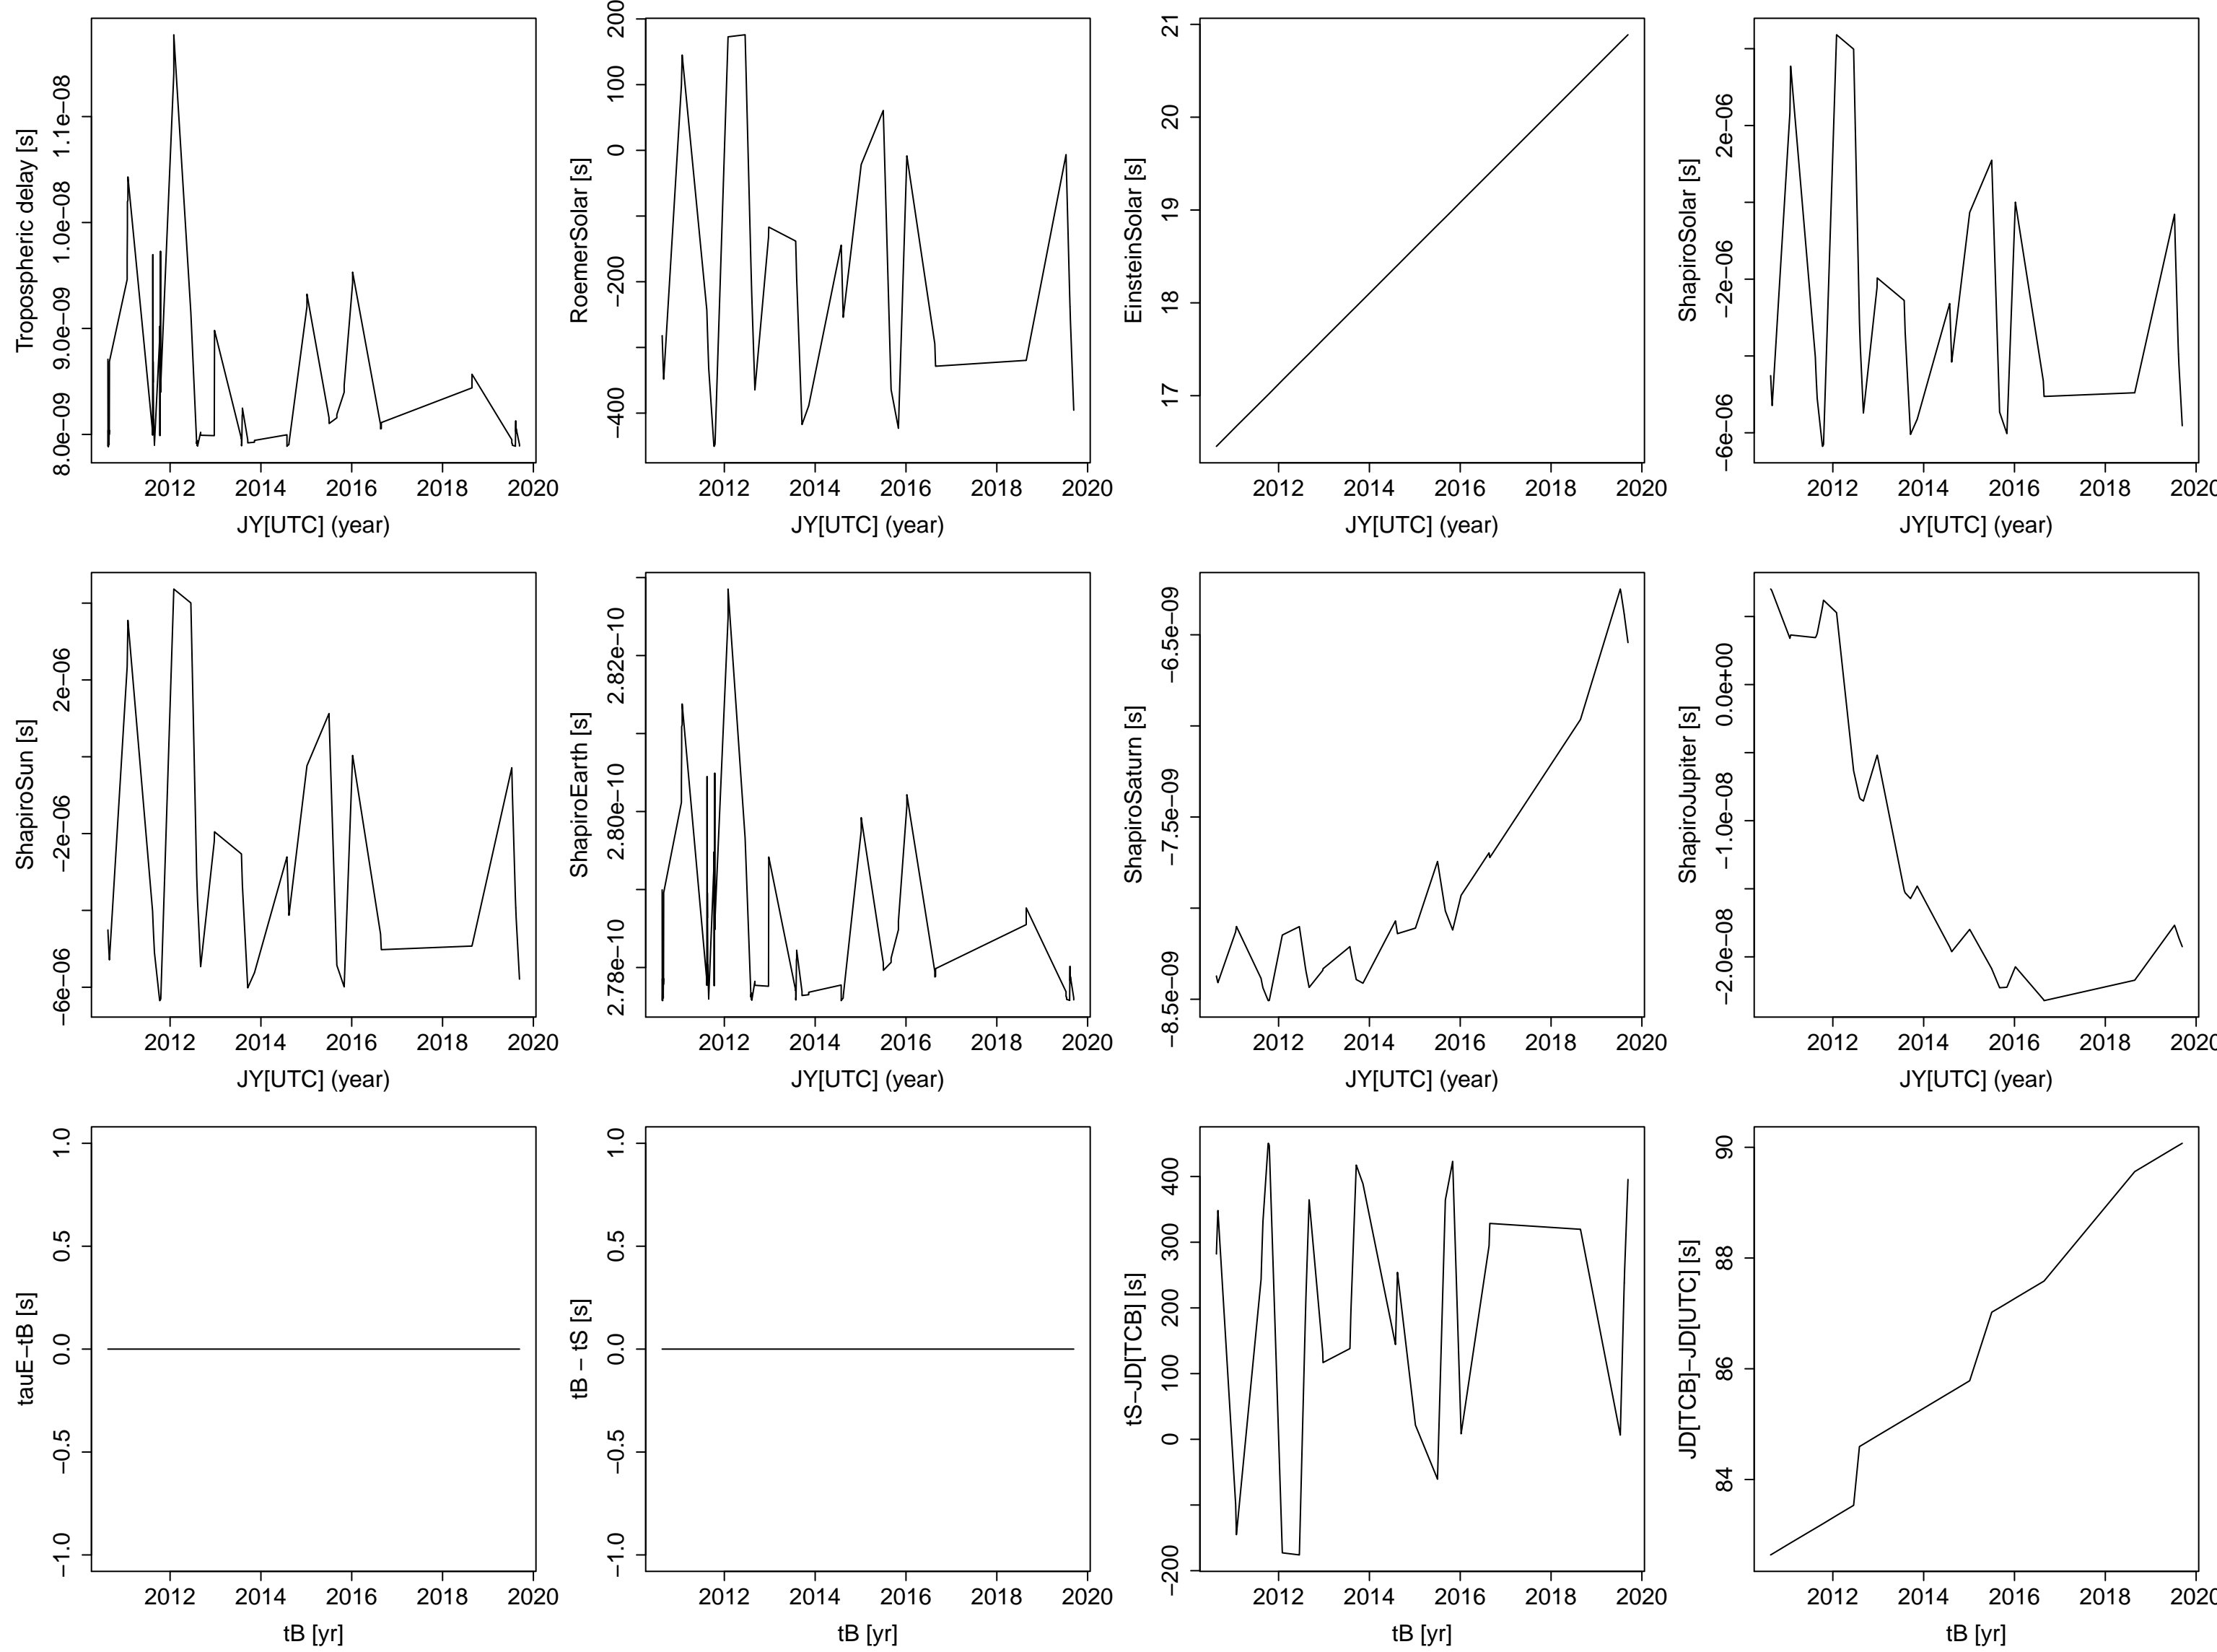 Tropospheric delay [s]
8.0e−09 9.0e−09 1.0e−08 1.1e−08
2012 2014 2016 2018 2020
JY[UTC] (year)
RoemerSolar [s]
−400 −200 0 100 200
2012 2014 2016 2018 2020
JY[UTC] (year)
EinsteinSolar [s]
17 18 19 20 21
2012 2014 2016 2018 2020
JY[UTC] (year)
ShapiroSolar [s]
−6e−06 −2e−06 2e−06
2012 2014 2016 2018 2020
JY[UTC] (year)
ShapiroSun [s]
−6e−06 −2e−06 2e−06
2012 2014 2016 2018 2020
JY[UTC] (year)
ShapiroEarth [s]
2.78e−10 2.80e−10 2.82e−10
2012 2014 2016 2018 2020
JY[UTC] (year)
ShapiroSaturn [s]
−8.5e−09 −7.5e−09 −6.5e−09
2012 2014 2016 2018 2020
JY[UTC] (year)
ShapiroJupiter [s]
−2.0e−08 −1.0e−08 0.0e+00
2012 2014 2016 2018 2020
JY[UTC] (year)
tauE−tB [s]
−1.0 −0.5 0.0 0.5 1.0
2012 2014 2016 2018 2020
tB [yr]
tB − tS [s]
−1.0 −0.5 0.0 0.5 1.0
2012 2014 2016 2018 2020
tB [yr]
tS−JD[TCB] [s]
−200 0 100 200 300 400
2012 2014 2016 2018 2020
tB [yr]
JD[TCB]−JD[UTC] [s]
84 86 88 90
2012 2014 2016 2018 2020
tB [yr]